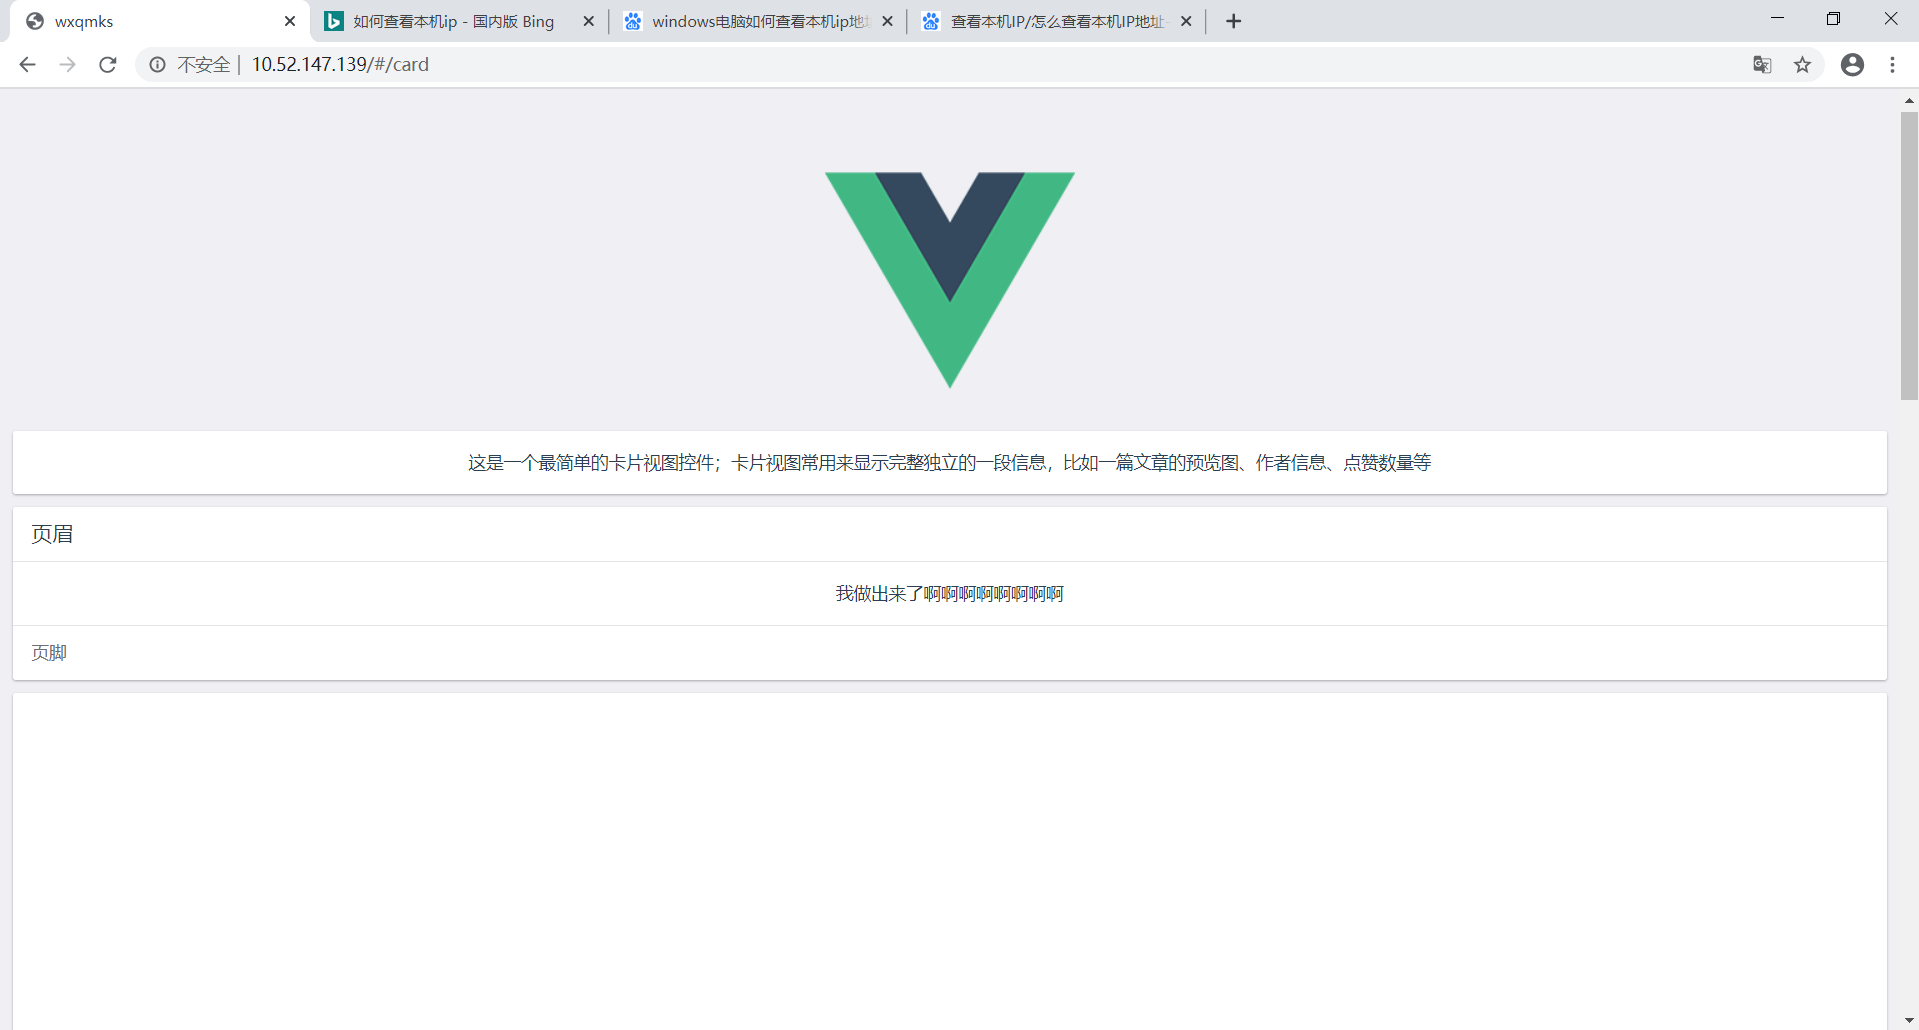 wxqmks
如何查看本机ip - 国内版 Bing
windows电脑如何查看本机ip地
查看本机IP/怎么查看本机IP地址
不安全 | 10.52.147.139/#/card
这是一个最简单的卡片视图控件；卡片视图常用来显示完整独立的一段信息，比如一篇文章的预览图、作者信息、点赞数量等
页眉
我做出来了啊啊啊啊啊啊啊啊
页脚